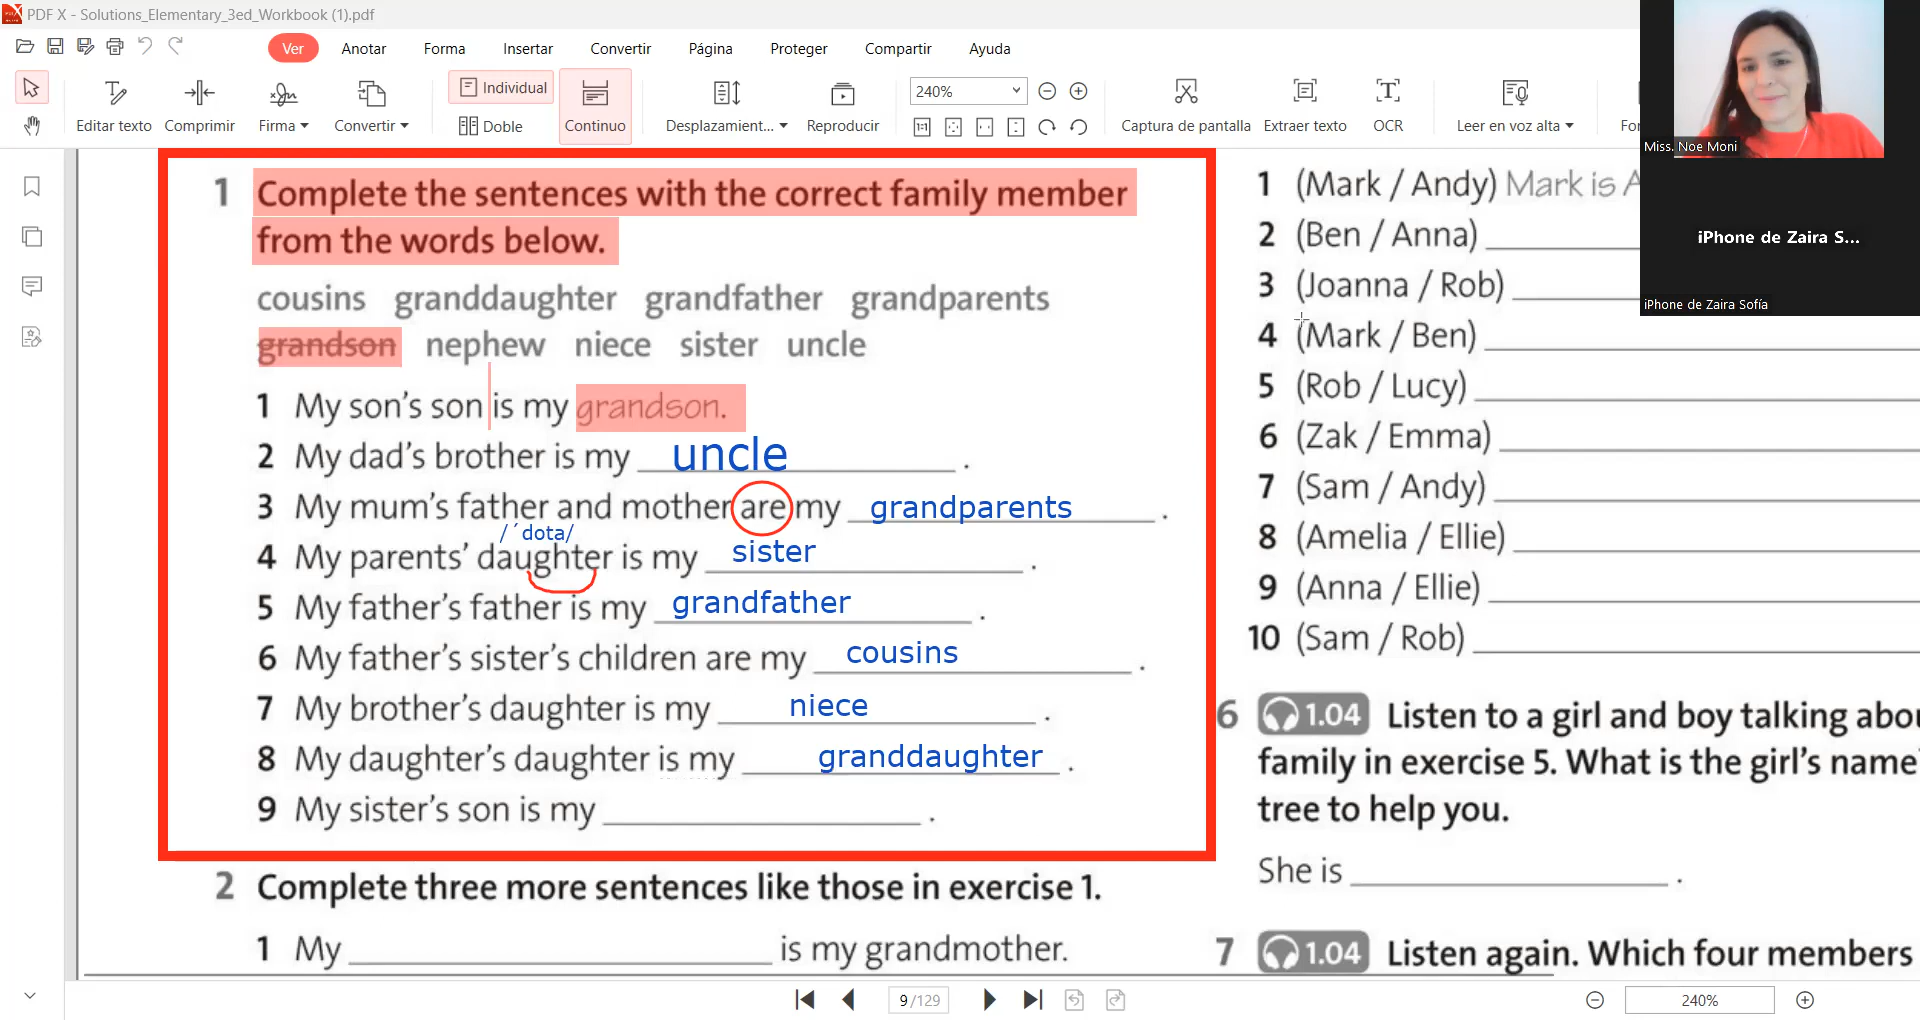 PDF X - Solutions_Elementary_3ed_Workbook (1).pdf
Ver Anotar Forma Insertar Convertir Página Proteger Compartir Ayuda
Editar texto Comprimir Firma Convertir Individual Doble Continuo Desplazamient... Reproducir 240% Captura de pantalla Extraer texto OCR Leer en voz alta For
Miss. Noe Moni
iPhone de Zaira S...
iPhone de Zaira Sofía
1 Complete the sentences with the correct family member
from the words below.
cousins granddaughter grandfather grandparents
grandson nephew niece sister uncle
1 My son's son is my grandson.
2 My dad's brother is my uncle .
3 My mum's father and mother are my grandparents .
/´dota/
4 My parents' daughter is my sister .
5 My father's father is my grandfather .
6 My father's sister's children are my cousins .
7 My brother's daughter is my niece .
8 My daughter's daughter is my granddaughter .
9 My sister's son is my ____ .
2 Complete three more sentences like those in exercise 1.
1 My ____ is my grandmother.
1 (Mark / Andy) Mark is A
2 (Ben / Anna)
3 (Joanna / Rob)
4 (Mark / Ben)
5 (Rob / Lucy)
6 (Zak / Emma)
7 (Sam / Andy)
8 (Amelia / Ellie)
9 (Anna / Ellie)
10 (Sam / Rob)
6 1.04 Listen to a girl and boy talking abou
family in exercise 5. What is the girl's name
tree to help you.
She is ____ .
7 1.04 Listen again. Which four members
9 /129
240%